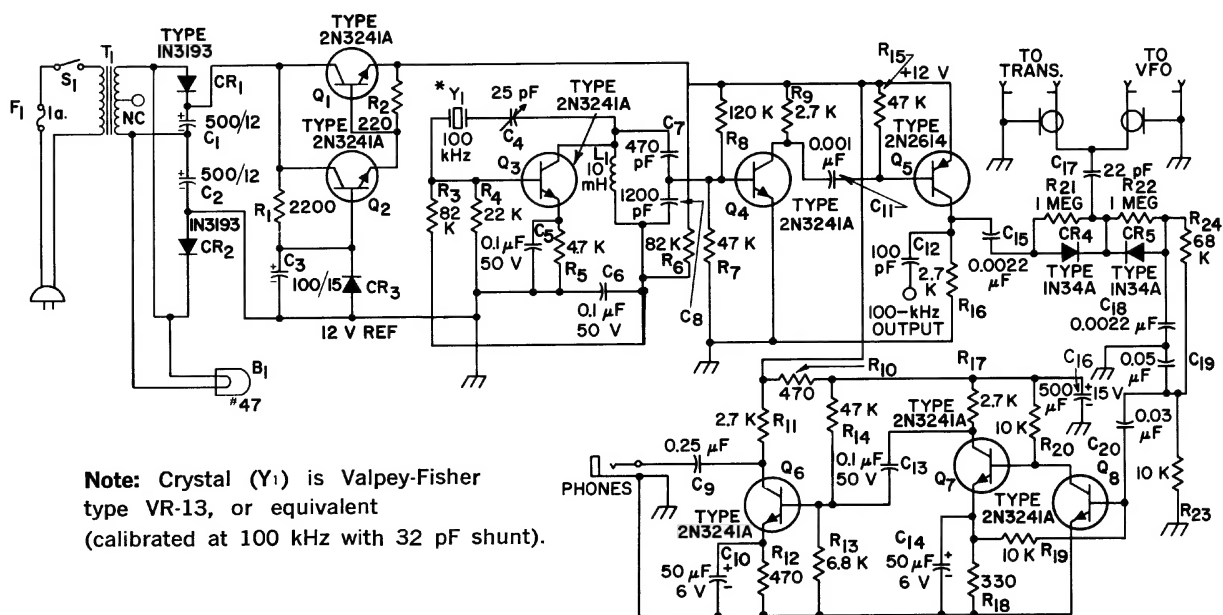 TYPE
1N3193
T1
S1
F1
1a.
NC
CR1
500/12
C1
500/12
C2
1N3193
CR2
B1
#47
TYPE
2N3241A
Q1
R2
220
TYPE
2N3241A
Q2
R1
2200
C3
100/15
CR3
12 V REF
* Y1
100
kHz
25 pF
C4
TYPE
2N3241A
Q3
R3
82
K
R4
22 K
C5
0.1 µF
50 V
4.7 K
R5
C6
0.1 µF
50 V
L1
10
mH
C7
470
pF
1200
pF
82 K
R6
C8
47 K
R7
120 K
R8
R9
2.7 K
Q4
TYPE
2N3241A
0.001
µF
C11
R15
+12 V
47 K
TYPE
2N2614
Q5
100
pF
C12
2.7
K
R16
100-kHz
OUTPUT
C15
0.0022
µF
TO
TRANS.
TO
VFO
C17
22 pF
R21
1 MEG
R22
1 MEG
CR4
CR5
TYPE
1N34A
TYPE
1N34A
R24
68
K
C18
0.0022 µF
0.05
µF
C19
C16
500
µF
15 V
0.03
µF
C20
10 K
R23
R10
470
2.7 K
R11
47 K
R14
0.1 µF
50 V
C13
R17
2.7 K
TYPE
2N3241A
10 K
R20
Q7
Q8
TYPE
2N3241A
10 K
R19
C14
50 µF
6 V
330
R18
0.25 µF
C9
PHONES
Q6
TYPE
2N3241A
C10
50 µF
6 V
R12
470
R13
6.8 K
Note: Crystal (Y1) is Valpey-Fisher
type VR-13, or equivalent
(calibrated at 100 kHz with 32 pF shunt).